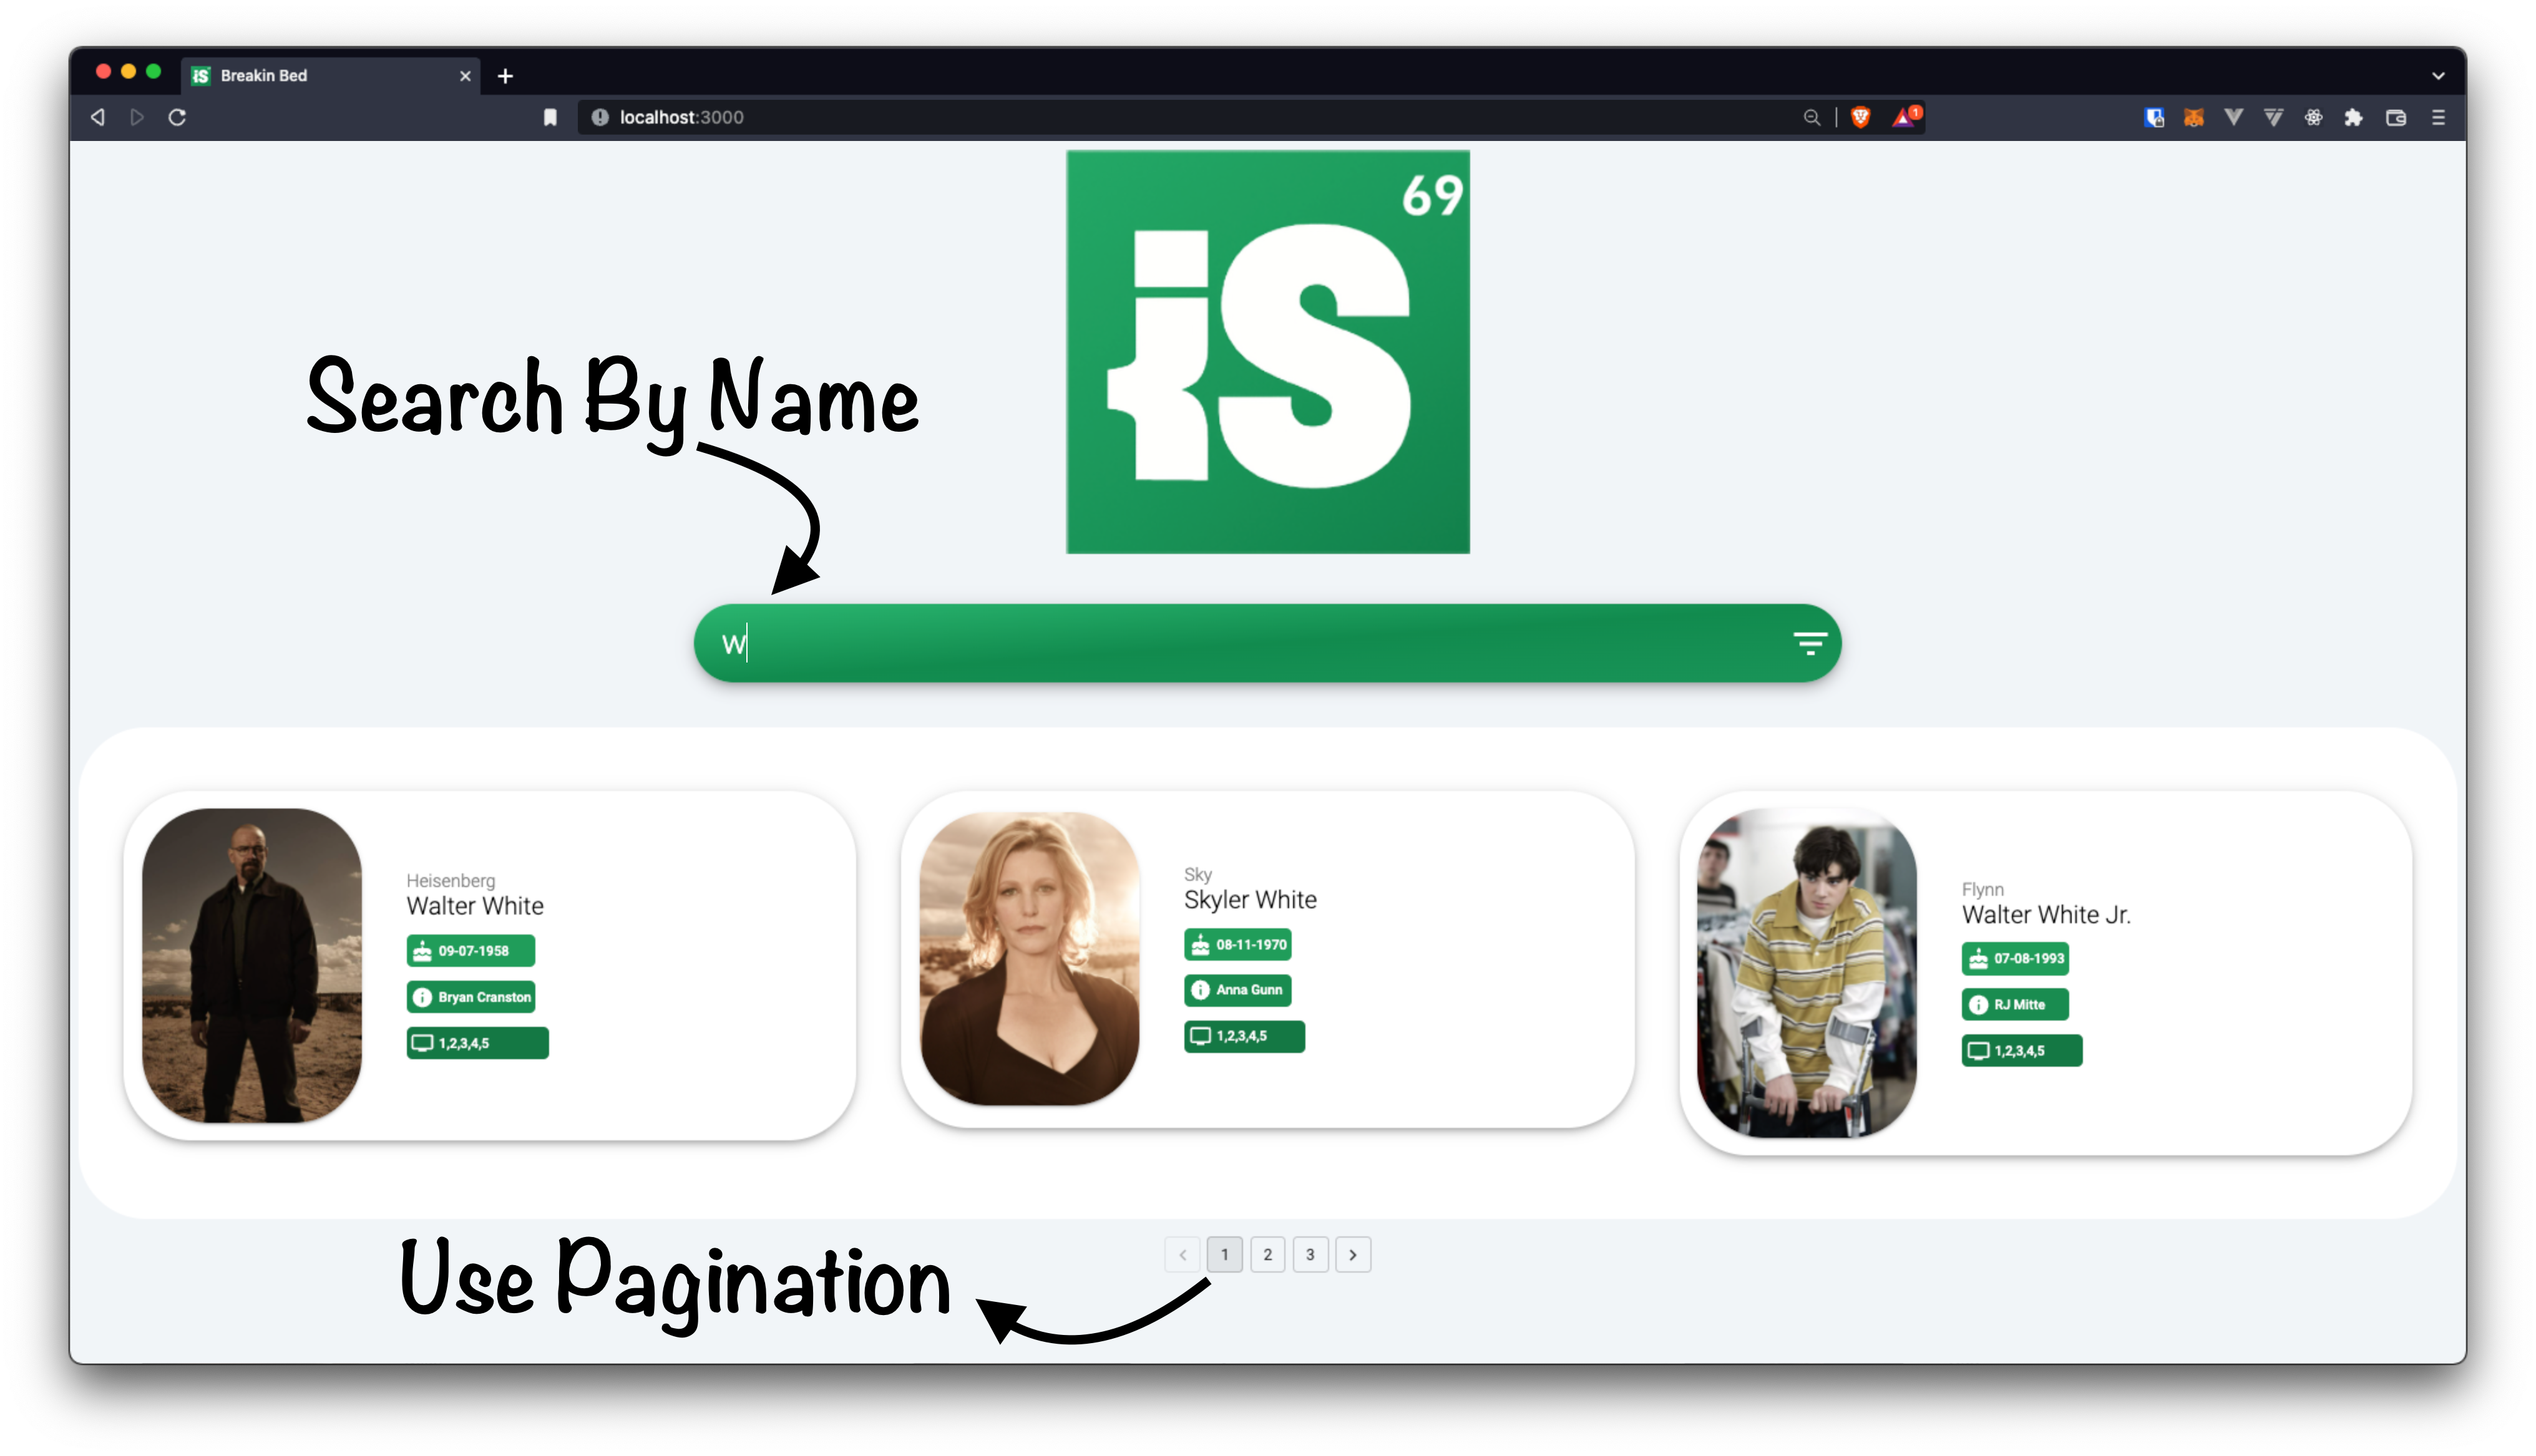 Breakin Bed
localhost:3000
1
69
iS
Search By Name
W
Heisenberg
Walter White
09-07-1958
Bryan Cranston
1,2,3,4,5
Sky
Skyler White
08-11-1970
Anna Gunn
1,2,3,4,5
Flynn
Walter White Jr.
07-08-1993
RJ Mitte
1,2,3,4,5
1 2 3
Use Pagination